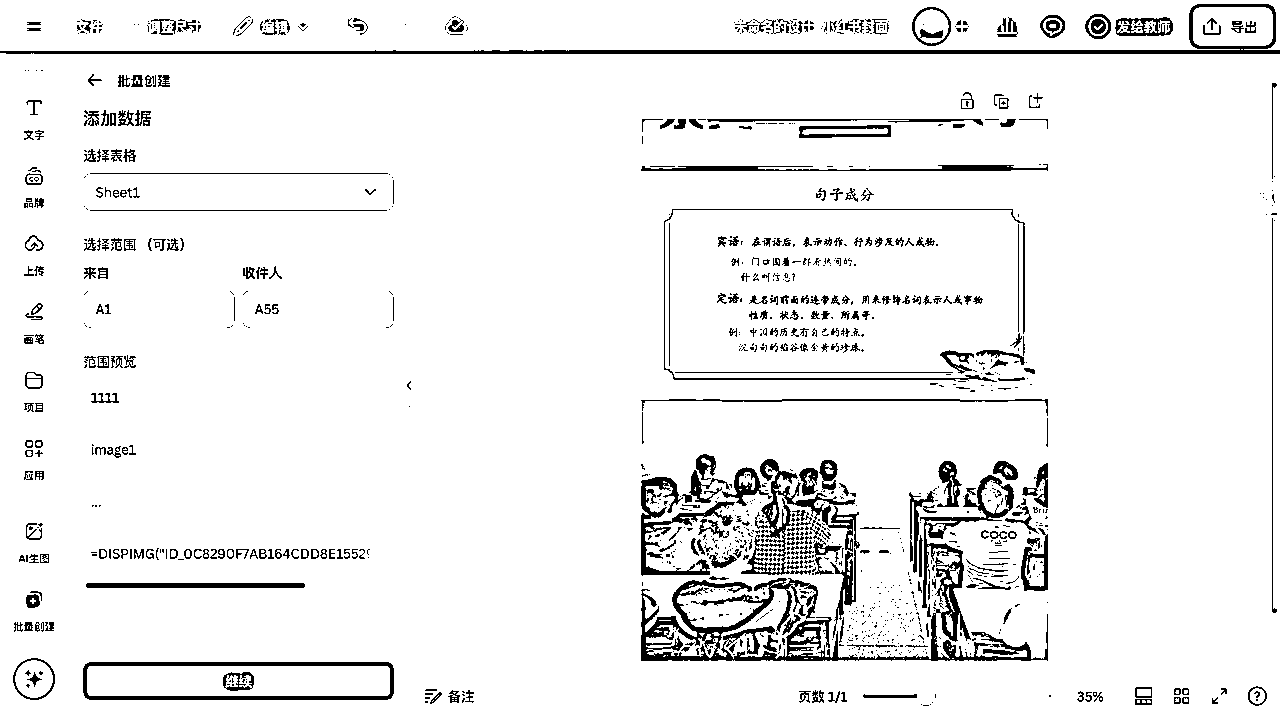 文件
调整尺寸
编辑
未命名的设计-小红书封面
发给教师
导出
文字
品牌
上传
画笔
项目
应用
AI生图
批量创建
批量创建
添加数据
选择表格
Sheet1
选择范围 （可选）
来自
收件人
A1
A55
范围预览
1111
image1
...
=DISPIMG("ID_0C8290F7AB164CDD8E1552
继续
句子成分
宾语：在谓语后，表示动作、行为涉及的人或物。
例：门口围着一群看热闹的。
什么叫信息？
定语：是名词前面的连带成分，用来修饰名词表示人或事物
性质、状态、数量、所属等。
例：中国的历史有自己的特点。
沉甸甸的稻谷像金黄的珍珠。
COCO
备注
页数 1/1
35%